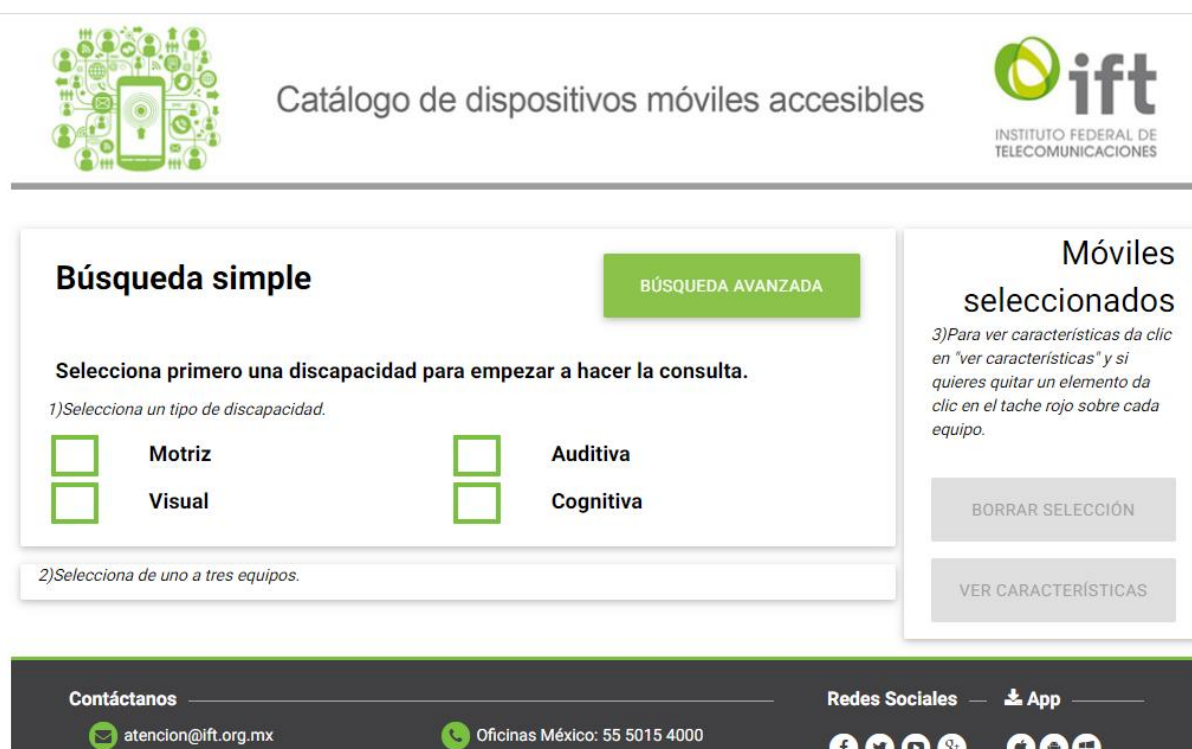 Catálogo de dispositivos móviles accesibles
ift
INSTITUTO FEDERAL DE
TELECOMUNICACIONES
Búsqueda simple
BÚSQUEDA AVANZADA
Selecciona primero una discapacidad para empezar a hacer la consulta.
1)Selecciona un tipo de discapacidad.
Motriz
Auditiva
Visual
Cognitiva
2)Selecciona de uno a tres equipos.
Móviles
seleccionados
3)Para ver características da clic
en "ver características" y si
quieres quitar un elemento da
clic en el tache rojo sobre cada
equipo.
BORRAR SELECCIÓN
VER CARACTERÍSTICAS
Contáctanos
atencion@ift.org.mx
Oficinas México: 55 5015 4000
Redes Sociales
App